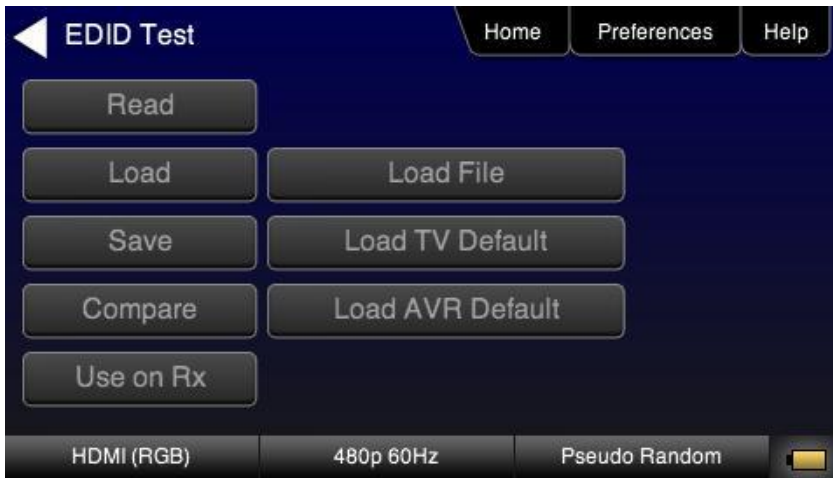 EDID Test
Home
Preferences
Help
Read
Load
Load File
Save
Load TV Default
Compare
Load AVR Default
Use on Rx
HDMI (RGB)
480p 60Hz
Pseudo Random